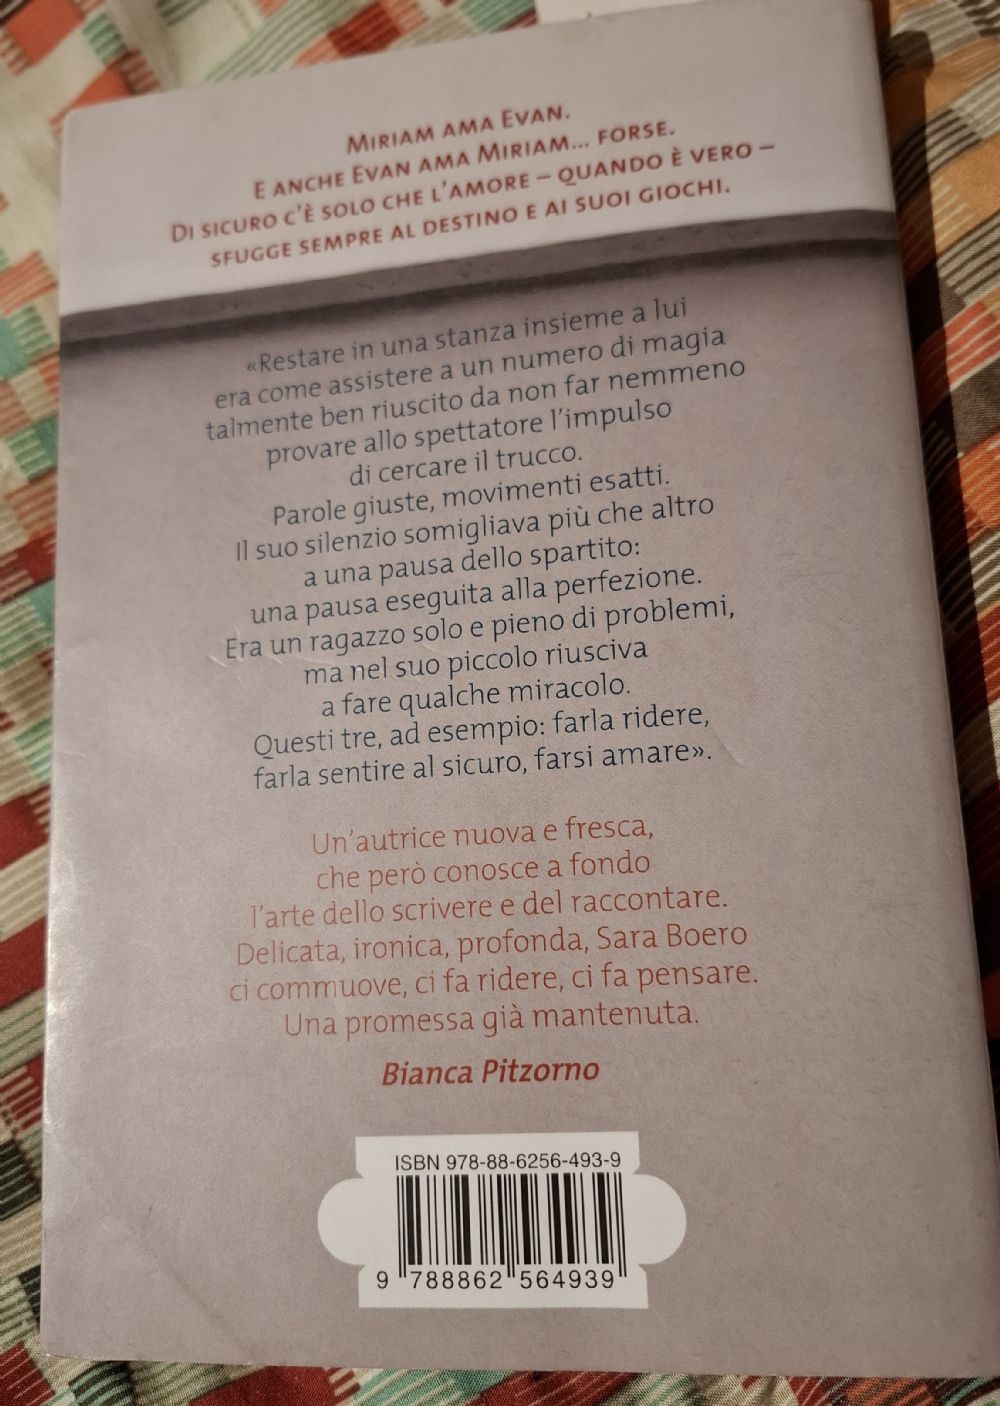 MIRIAM AMA EVAN.
E ANCHE EVAN AMA MIRIAM... FORSE.
DI SICURO C'È SOLO CHE L'AMORE – QUANDO È VERO –
SFUGGE SEMPRE AL DESTINO E AI SUOI GIOCHI.
«Restare in una stanza insieme a lui
era come assistere a un numero di magia
talmente ben riuscito da non far nemmeno
provare allo spettatore l'impulso
di cercare il trucco.
Parole giuste, movimenti esatti.
Il suo silenzio somigliava più che altro
a una pausa dello spartito:
una pausa eseguita alla perfezione.
Era un ragazzo solo e pieno di problemi,
ma nel suo piccolo riusciva
a fare qualche miracolo.
Questi tre, ad esempio: farla ridere,
farla sentire al sicuro, farsi amare».
Un'autrice nuova e fresca,
che però conosce a fondo
l'arte dello scrivere e del raccontare.
Delicata, ironica, profonda, Sara Boero
ci commuove, ci fa ridere, ci fa pensare.
Una promessa già mantenuta.
Bianca Pitzorno
ISBN 978-88-6256-493-9
9 788862 564939